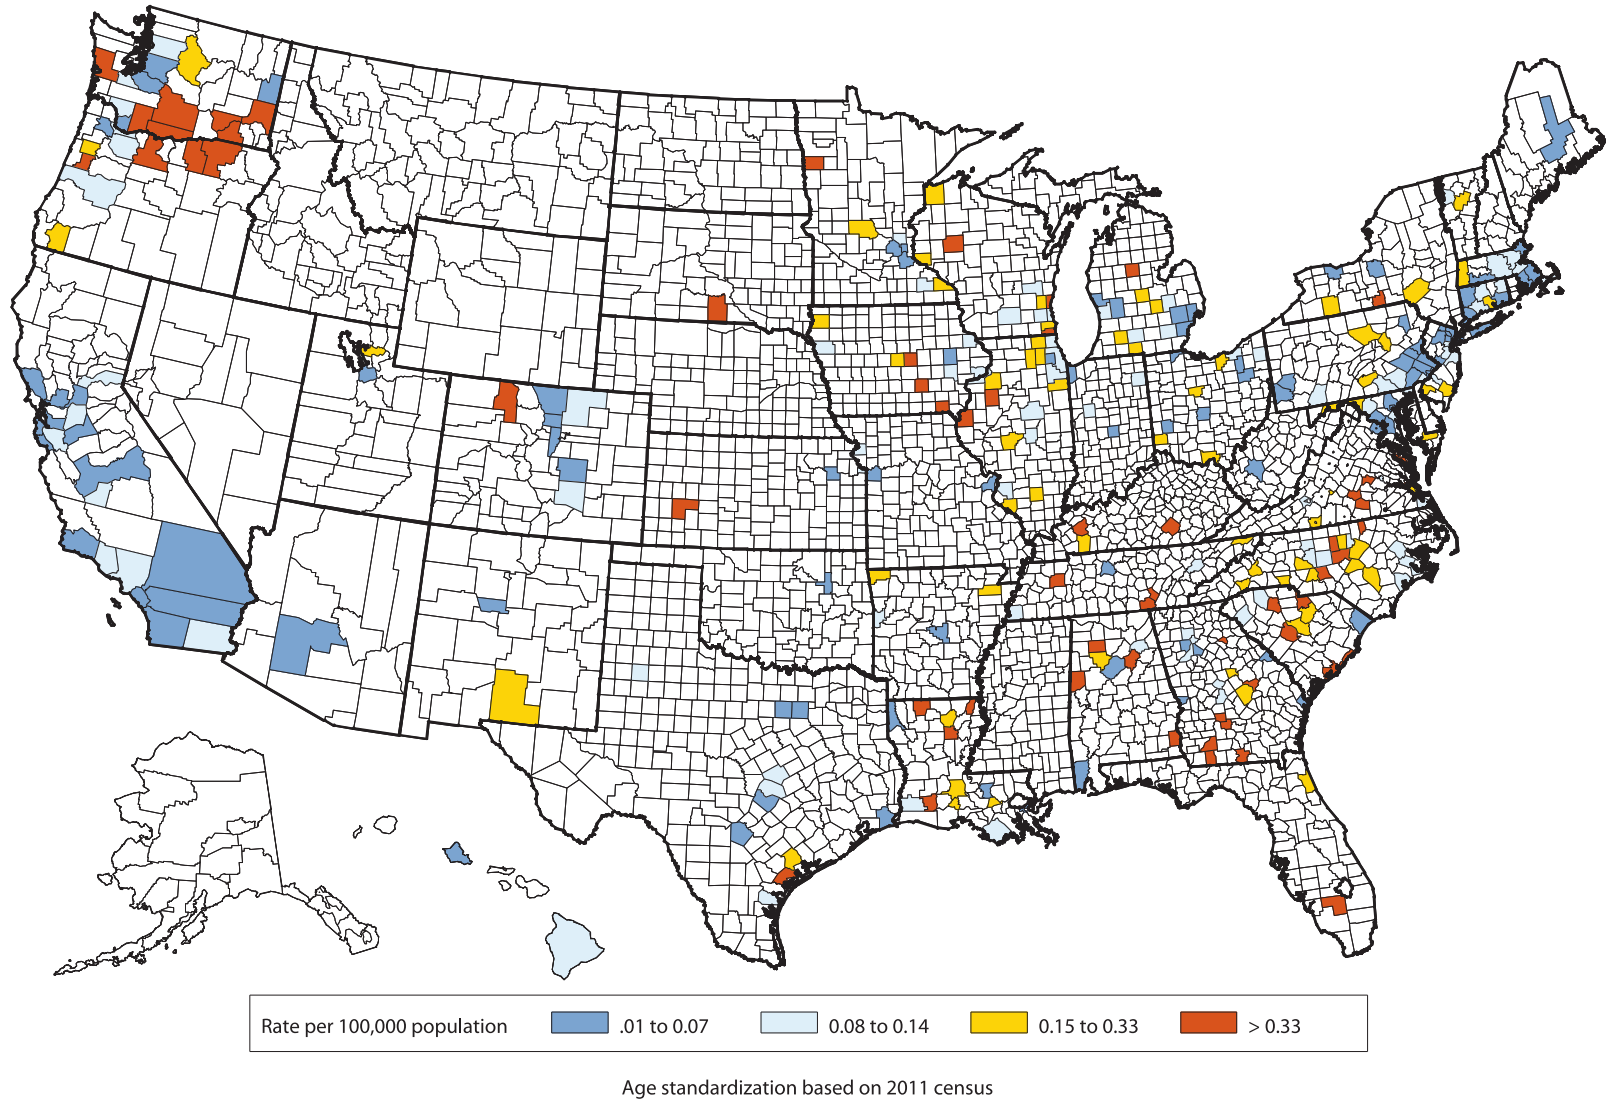 Rate per 100,000 population .01 to 0.07 0.08 to 0.14 0.15 to 0.33 > 0.33
Age standardization based on 2011 census